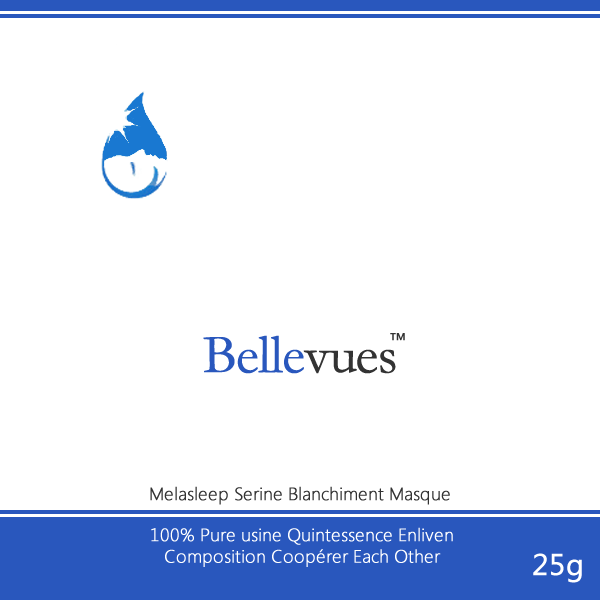 Bellevues™
Melasleep Serine Blanchiment Masque
100% Pure usine Quintessence Enliven
Composition Coopérer Each Other
25g